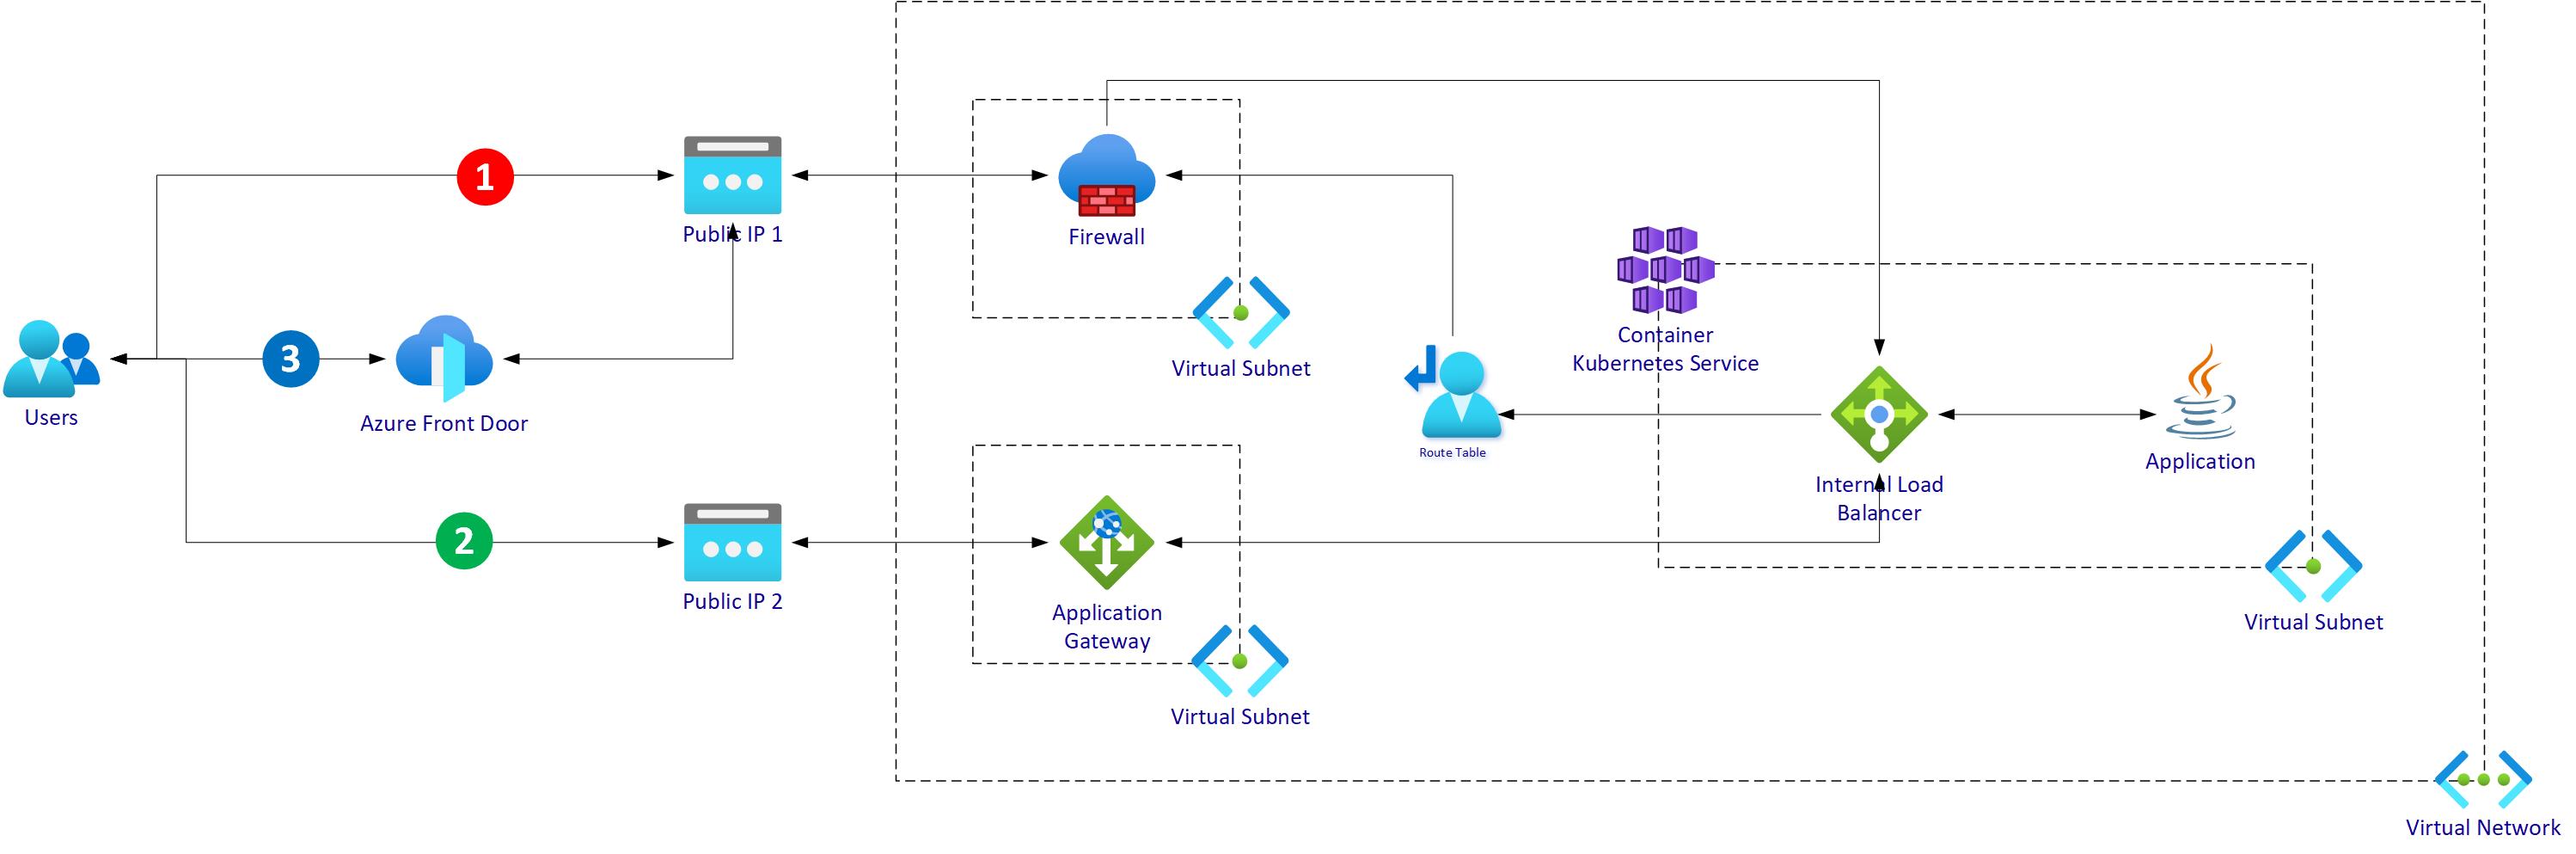 1
Public IP 1
Firewall
Container
Kubernetes Service
Virtual Subnet
3
Users
Azure Front Door
Route Table
Application
Internal Load
Balancer
2
Public IP 2
Application
Gateway
Virtual Subnet
Virtual Subnet
Virtual Network